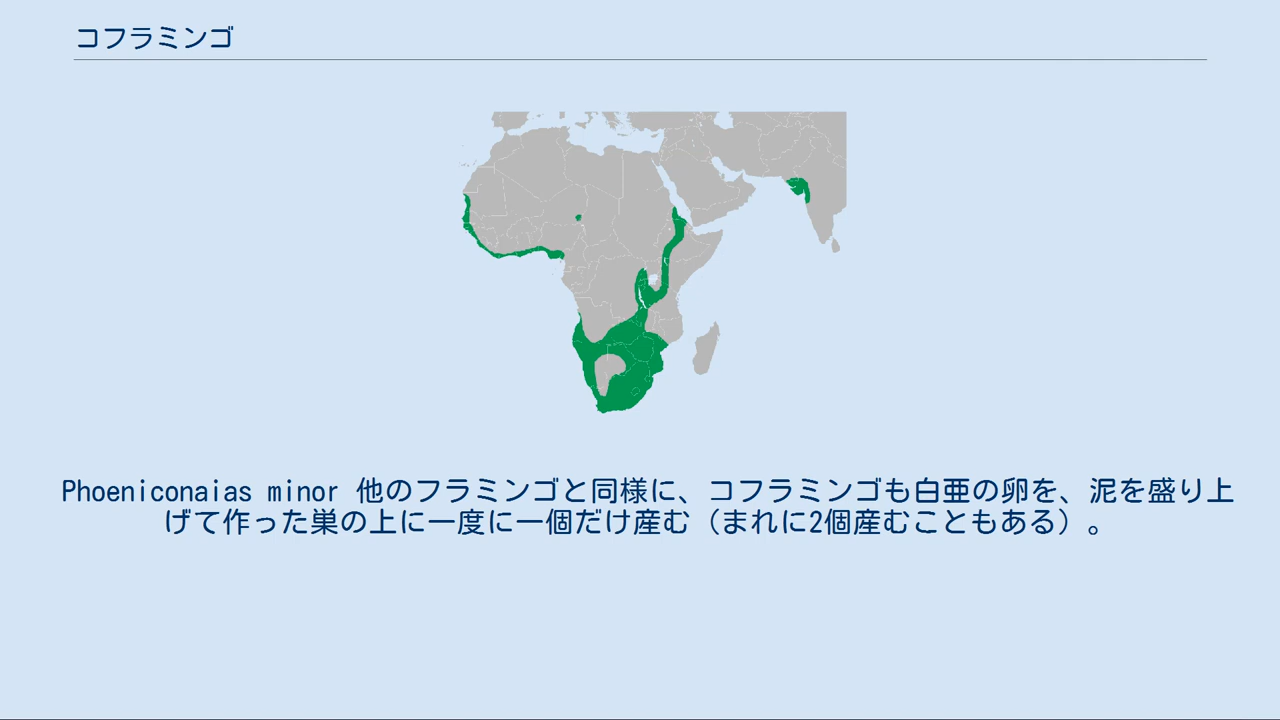 コフラミンゴ
Phoeniconaias minor 他のフラミンゴと同様に、コフラミンゴも白亜の卵を、泥を盛り上
げて作った巣の上に一度に一個だけ産む（まれに2個産むこともある）。